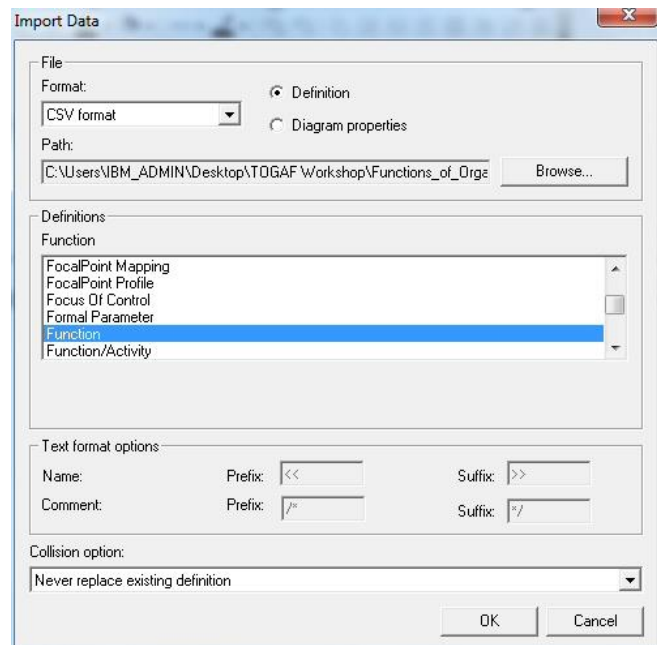 Import Data
File
Format:
CSV format
Definition
Diagram properties
Path:
C:\Users\IBM_ADMIN\Desktop\TOGAF Workshop\Functions_of_Orga
Browse...
Definitions
Function
FocalPoint Mapping
FocalPoint Profile
Focus Of Control
Formal Parameter
Function
Function/Activity
Text format options
Name: Prefix: << Suffix: >>
Comment: Prefix: /* Suffix: */
Collision option:
Never replace existing definition
OK Cancel